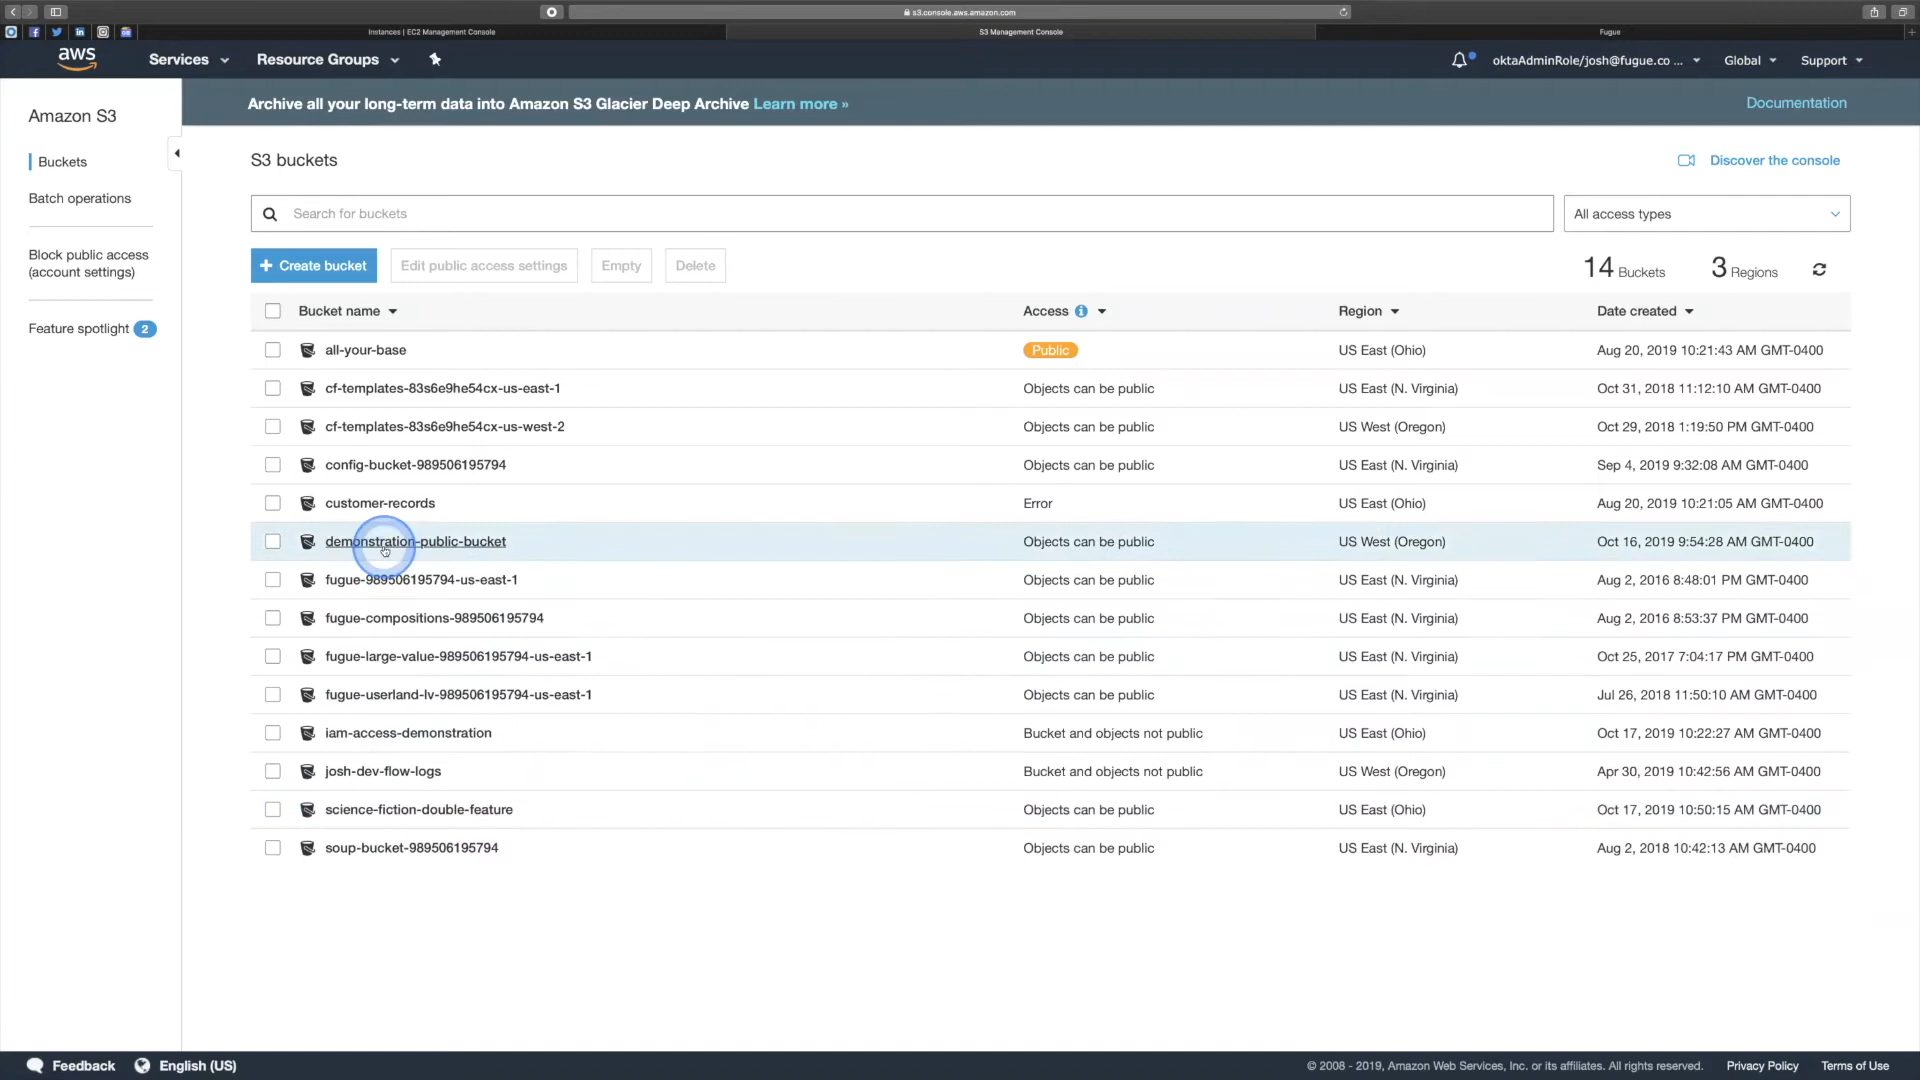 s3.console.aws.amazon.com
Instances | EC2 Management Console
S3 Management Console
Fugue
aws
Services
Resource Groups
oktaAdminRole/josh@fugue.co ...
Global
Support
Archive all your long-term data into Amazon S3 Glacier Deep Archive Learn more »
Documentation
Amazon S3
Buckets
Batch operations
Block public access
(account settings)
Feature spotlight 2
S3 buckets
Discover the console
Search for buckets
All access types
+ Create bucket
Edit public access settings
Empty
Delete
14 Buckets
3 Regions
Bucket name Access Region Date created
all-your-base Public US East (Ohio) Aug 20, 2019 10:21:43 AM GMT-0400
cf-templates-83s6e9he54cx-us-east-1 Objects can be public US East (N. Virginia) Oct 31, 2018 11:12:10 AM GMT-0400
cf-templates-83s6e9he54cx-us-west-2 Objects can be public US West (Oregon) Oct 29, 2018 1:19:50 PM GMT-0400
config-bucket-989506195794 Objects can be public US East (N. Virginia) Sep 4, 2019 9:32:08 AM GMT-0400
customer-records Error US East (Ohio) Aug 20, 2019 10:21:05 AM GMT-0400
demonstration-public-bucket Objects can be public US West (Oregon) Oct 16, 2019 9:54:28 AM GMT-0400
fugue-989506195794-us-east-1 Objects can be public US East (N. Virginia) Aug 2, 2016 8:48:01 PM GMT-0400
fugue-compositions-989506195794 Objects can be public US East (N. Virginia) Aug 2, 2016 8:53:37 PM GMT-0400
fugue-large-value-989506195794-us-east-1 Objects can be public US East (N. Virginia) Oct 25, 2017 7:04:17 PM GMT-0400
fugue-userland-lv-989506195794-us-east-1 Objects can be public US East (N. Virginia) Jul 26, 2018 11:50:10 AM GMT-0400
iam-access-demonstration Bucket and objects not public US East (Ohio) Oct 17, 2019 10:22:27 AM GMT-0400
josh-dev-flow-logs Bucket and objects not public US West (Oregon) Apr 30, 2019 10:42:56 AM GMT-0400
science-fiction-double-feature Objects can be public US East (Ohio) Oct 17, 2019 10:50:15 AM GMT-0400
soup-bucket-989506195794 Objects can be public US East (N. Virginia) Aug 2, 2018 10:42:13 AM GMT-0400
Feedback
English (US)
© 2008 - 2019, Amazon Web Services, Inc. or its affiliates. All rights reserved.
Privacy Policy
Terms of Use